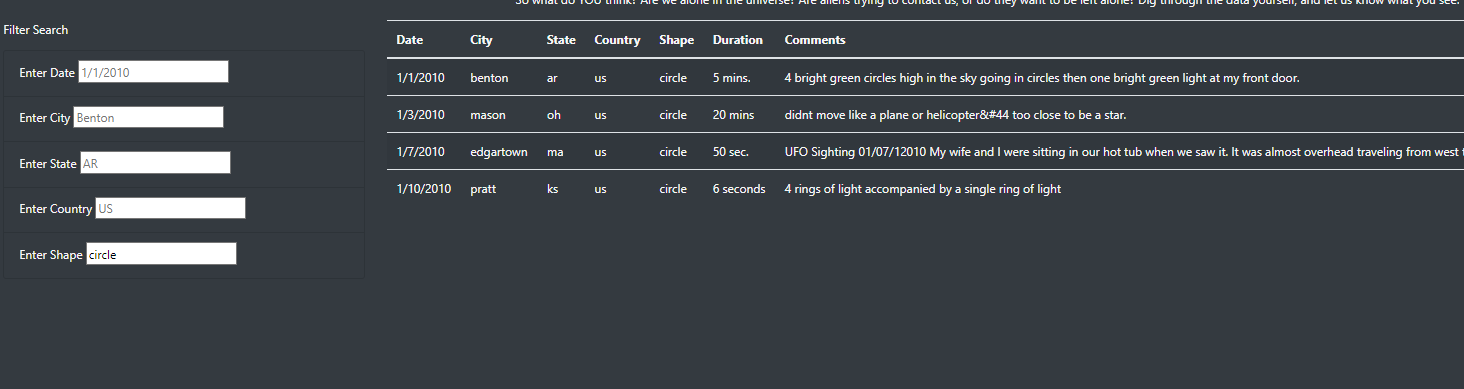 So what do YOU think? Are we alone in the universe? Are aliens trying to contact us, or do they want to be left alone? Dig through the data yourself, and let us know what you see.
Filter Search
Enter Date 1/1/2010
Enter City Benton
Enter State AR
Enter Country US
Enter Shape circle
Date City State Country Shape Duration Comments
1/1/2010 benton ar us circle 5 mins. 4 bright green circles high in the sky going in circles then one bright green light at my front door.
1/3/2010 mason oh us circle 20 mins didnt move like a plane or helicopter&#44 too close to be a star.
1/7/2010 edgartown ma us circle 50 sec. UFO Sighting 01/07/12010 My wife and I were sitting in our hot tub when we saw it. It was almost overhead traveling from west
1/10/2010 pratt ks us circle 6 seconds 4 rings of light accompanied by a single ring of light